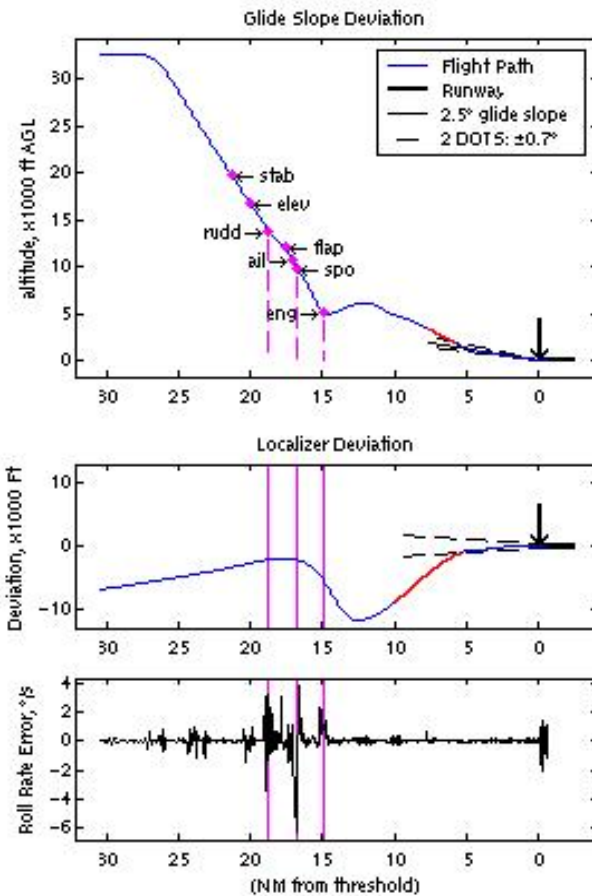 Glide Slope Deviation
altitude, x1000 ft AGL
30
25
20
15
10
5
0
Flight Path
Runway
2.5° glide slope
2 DOTS: ±0.7°
stab
elev
rudd
flap
ail
spo
eng
30 25 20 15 10 5 0
Localizer Deviation
Deviation, x1000 Ft
10
0
-10
30 25 20 15 10 5 0
Roll Rate Error, °/s
4
2
0
-2
-4
-6
30 25 20 15 10 5 0
(NM from threshold)